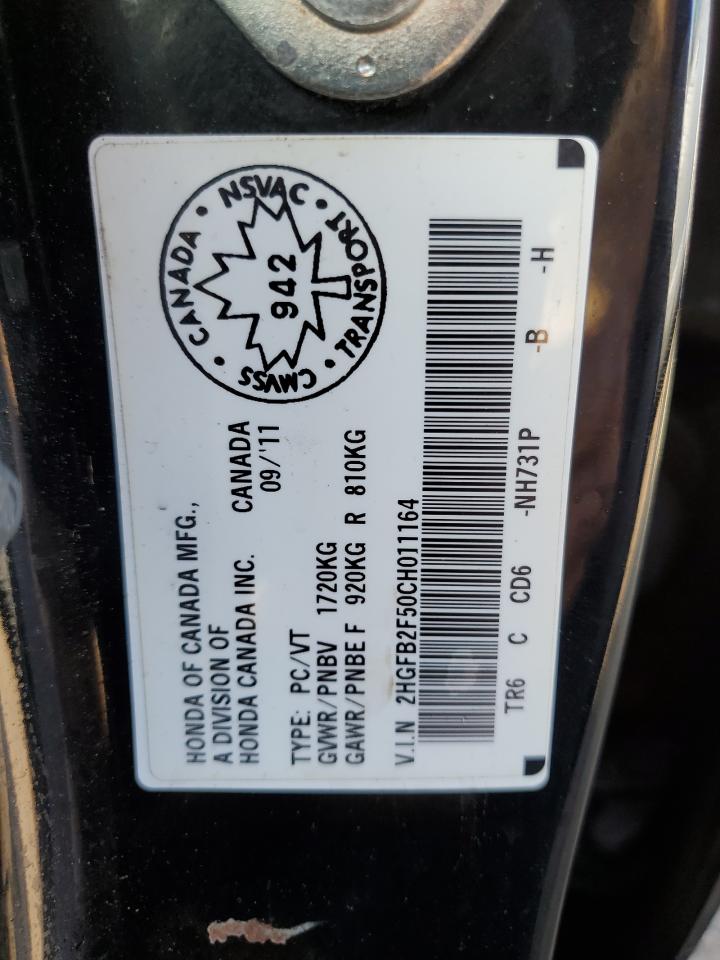 HONDA OF CANADA MFG.,
A DIVISION OF
HONDA CANADA INC. CANADA
09/'11
TYPE: PC/VT
GVWR/PNBV 1720KG
GAWR/PNBE F 920KG R 810KG
V.I.N 2HGFB2F50CH011164
TR6 C CD6 -NH731P -B -H
CANADA • NSVAC • TRANSPORT • CMVSS •
942